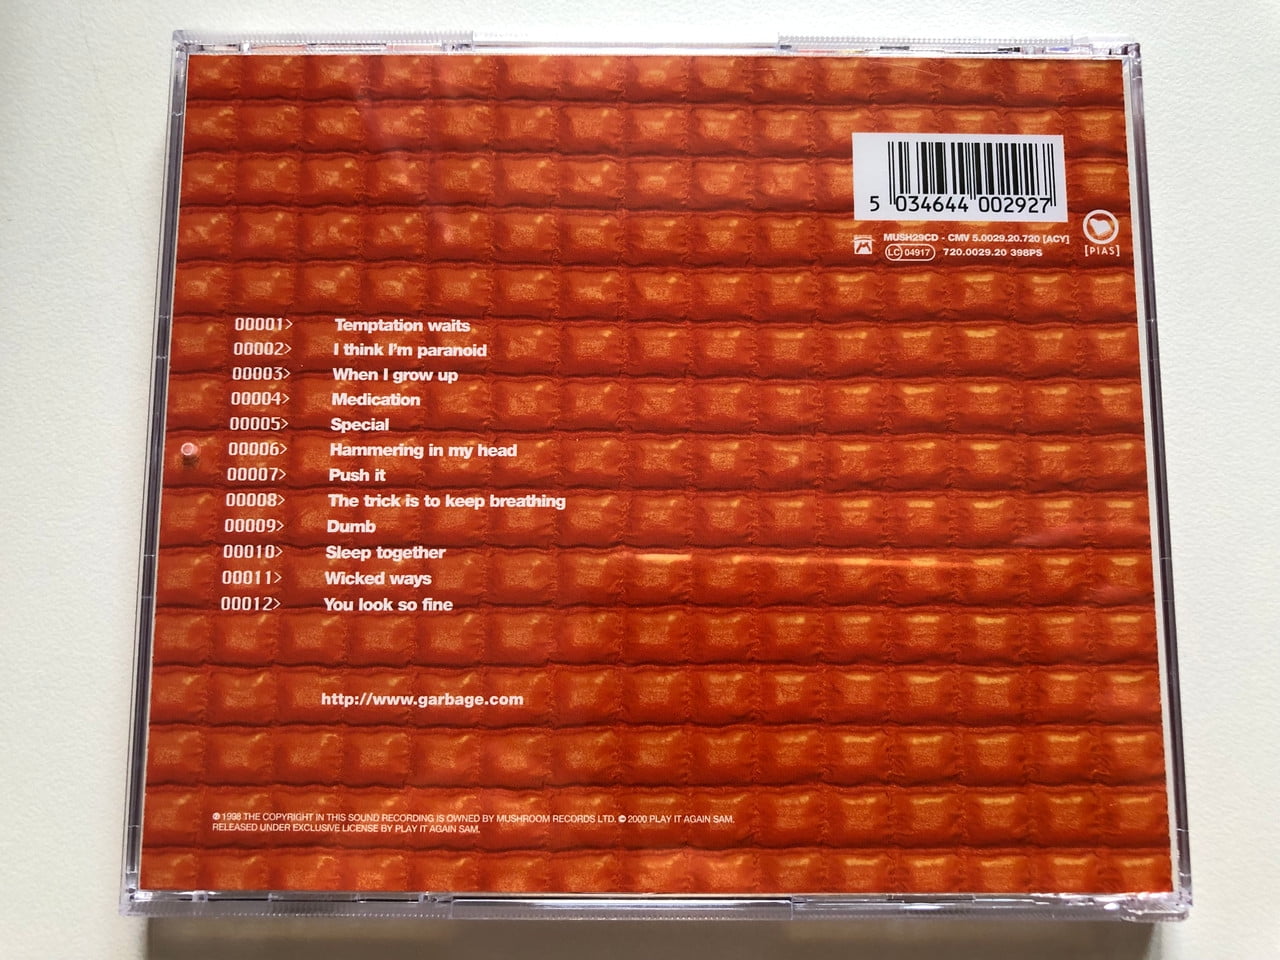 5 034644 002927
MUSH29CD - CMV 5.0029.20.720 [ACY]
LC 04917 720.0029.20 398PS
[PIAS]
00001> Temptation waits
00002> I think I'm paranoid
00003> When I grow up
00004> Medication
00005> Special
00006> Hammering in my head
00007> Push it
00008> The trick is to keep breathing
00009> Dumb
00010> Sleep together
00011> Wicked ways
00012> You look so fine
http://www.garbage.com
℗ 1998 THE COPYRIGHT IN THIS SOUND RECORDING IS OWNED BY MUSHROOM RECORDS LTD. © 2000 PLAY IT AGAIN SAM.
RELEASED UNDER EXCLUSIVE LICENSE BY PLAY IT AGAIN SAM.